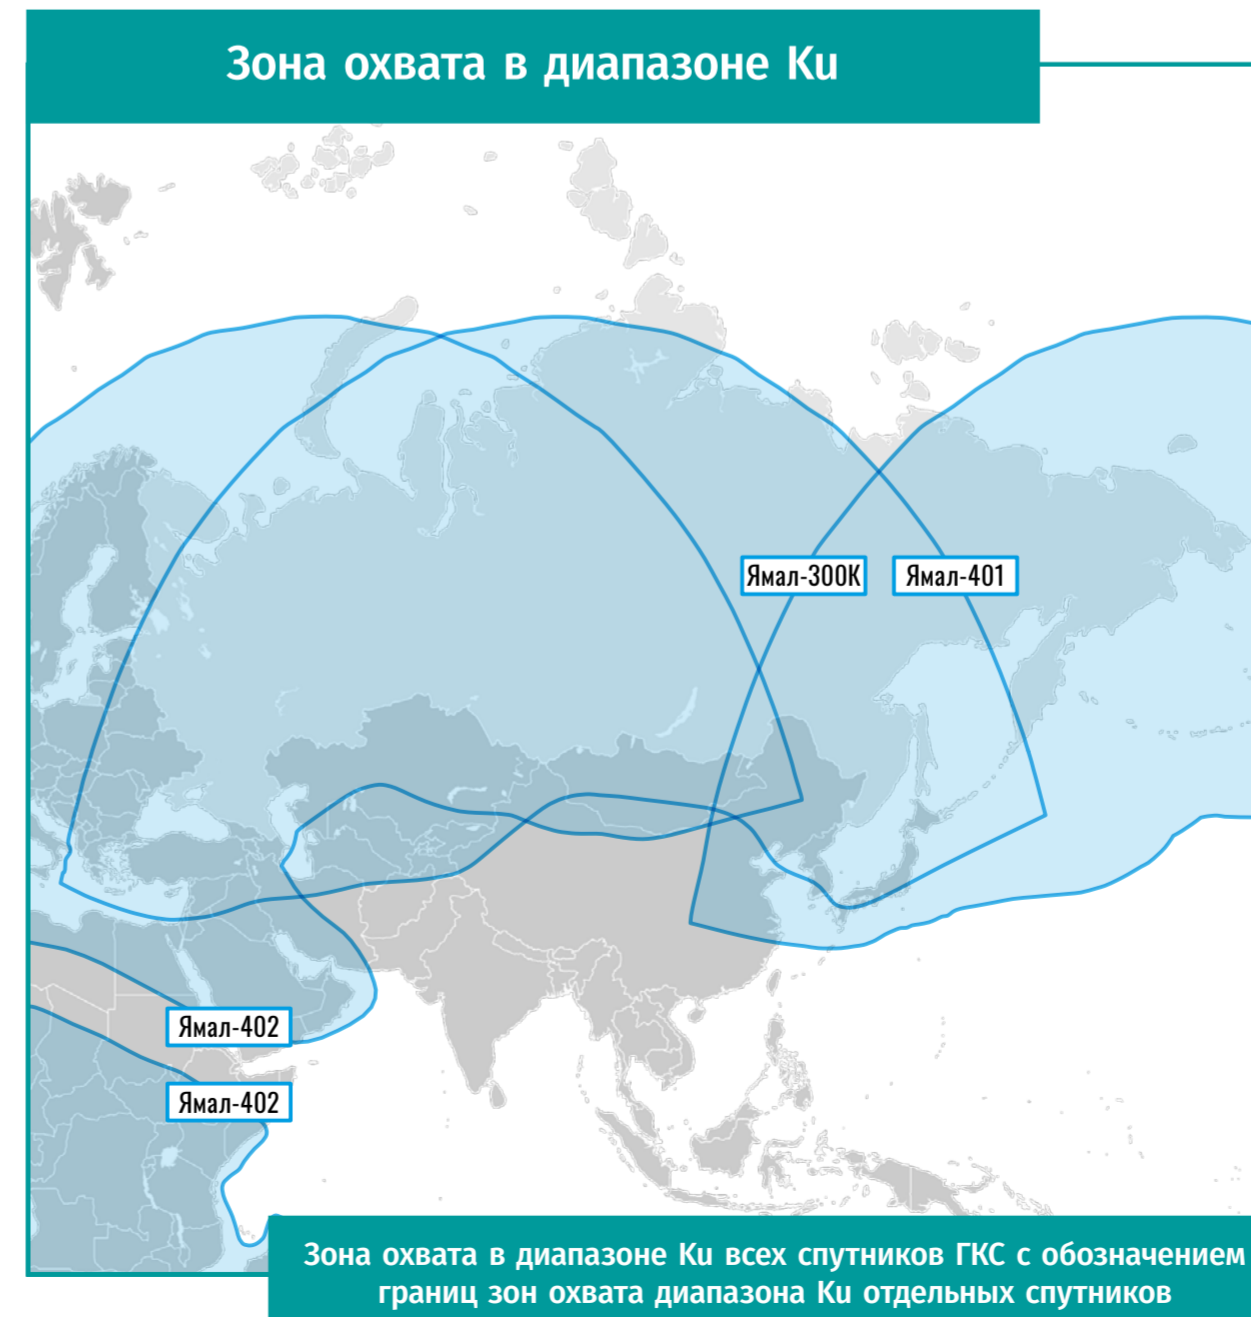 Зона охвата в диапазоне Ku
Ямал-300К
Ямал-401
Ямал-402
Ямал-402
Зона охвата в диапазоне Ku всех спутников ГКС с обозначением
границ зон охвата диапазона Ku отдельных спутников